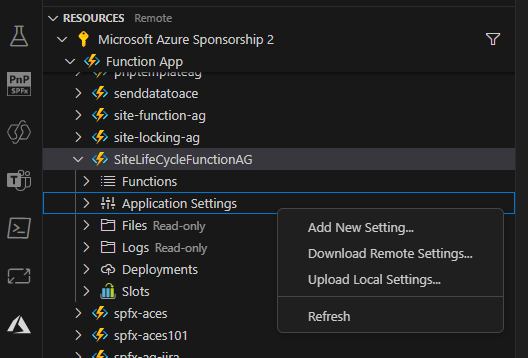 RESOURCES Remote
Microsoft Azure Sponsorship 2
Function App
pnptemplateag
senddatatoace
site-function-ag
site-locking-ag
SiteLifeCycleFunctionAG
Functions
Application Settings
Files Read-only
Logs Read-only
Deployments
Slots
spfx-aces
spfx-aces101
spfx-ag-jira
Add New Setting...
Download Remote Settings...
Upload Local Settings...
Refresh
PnP
SPFx